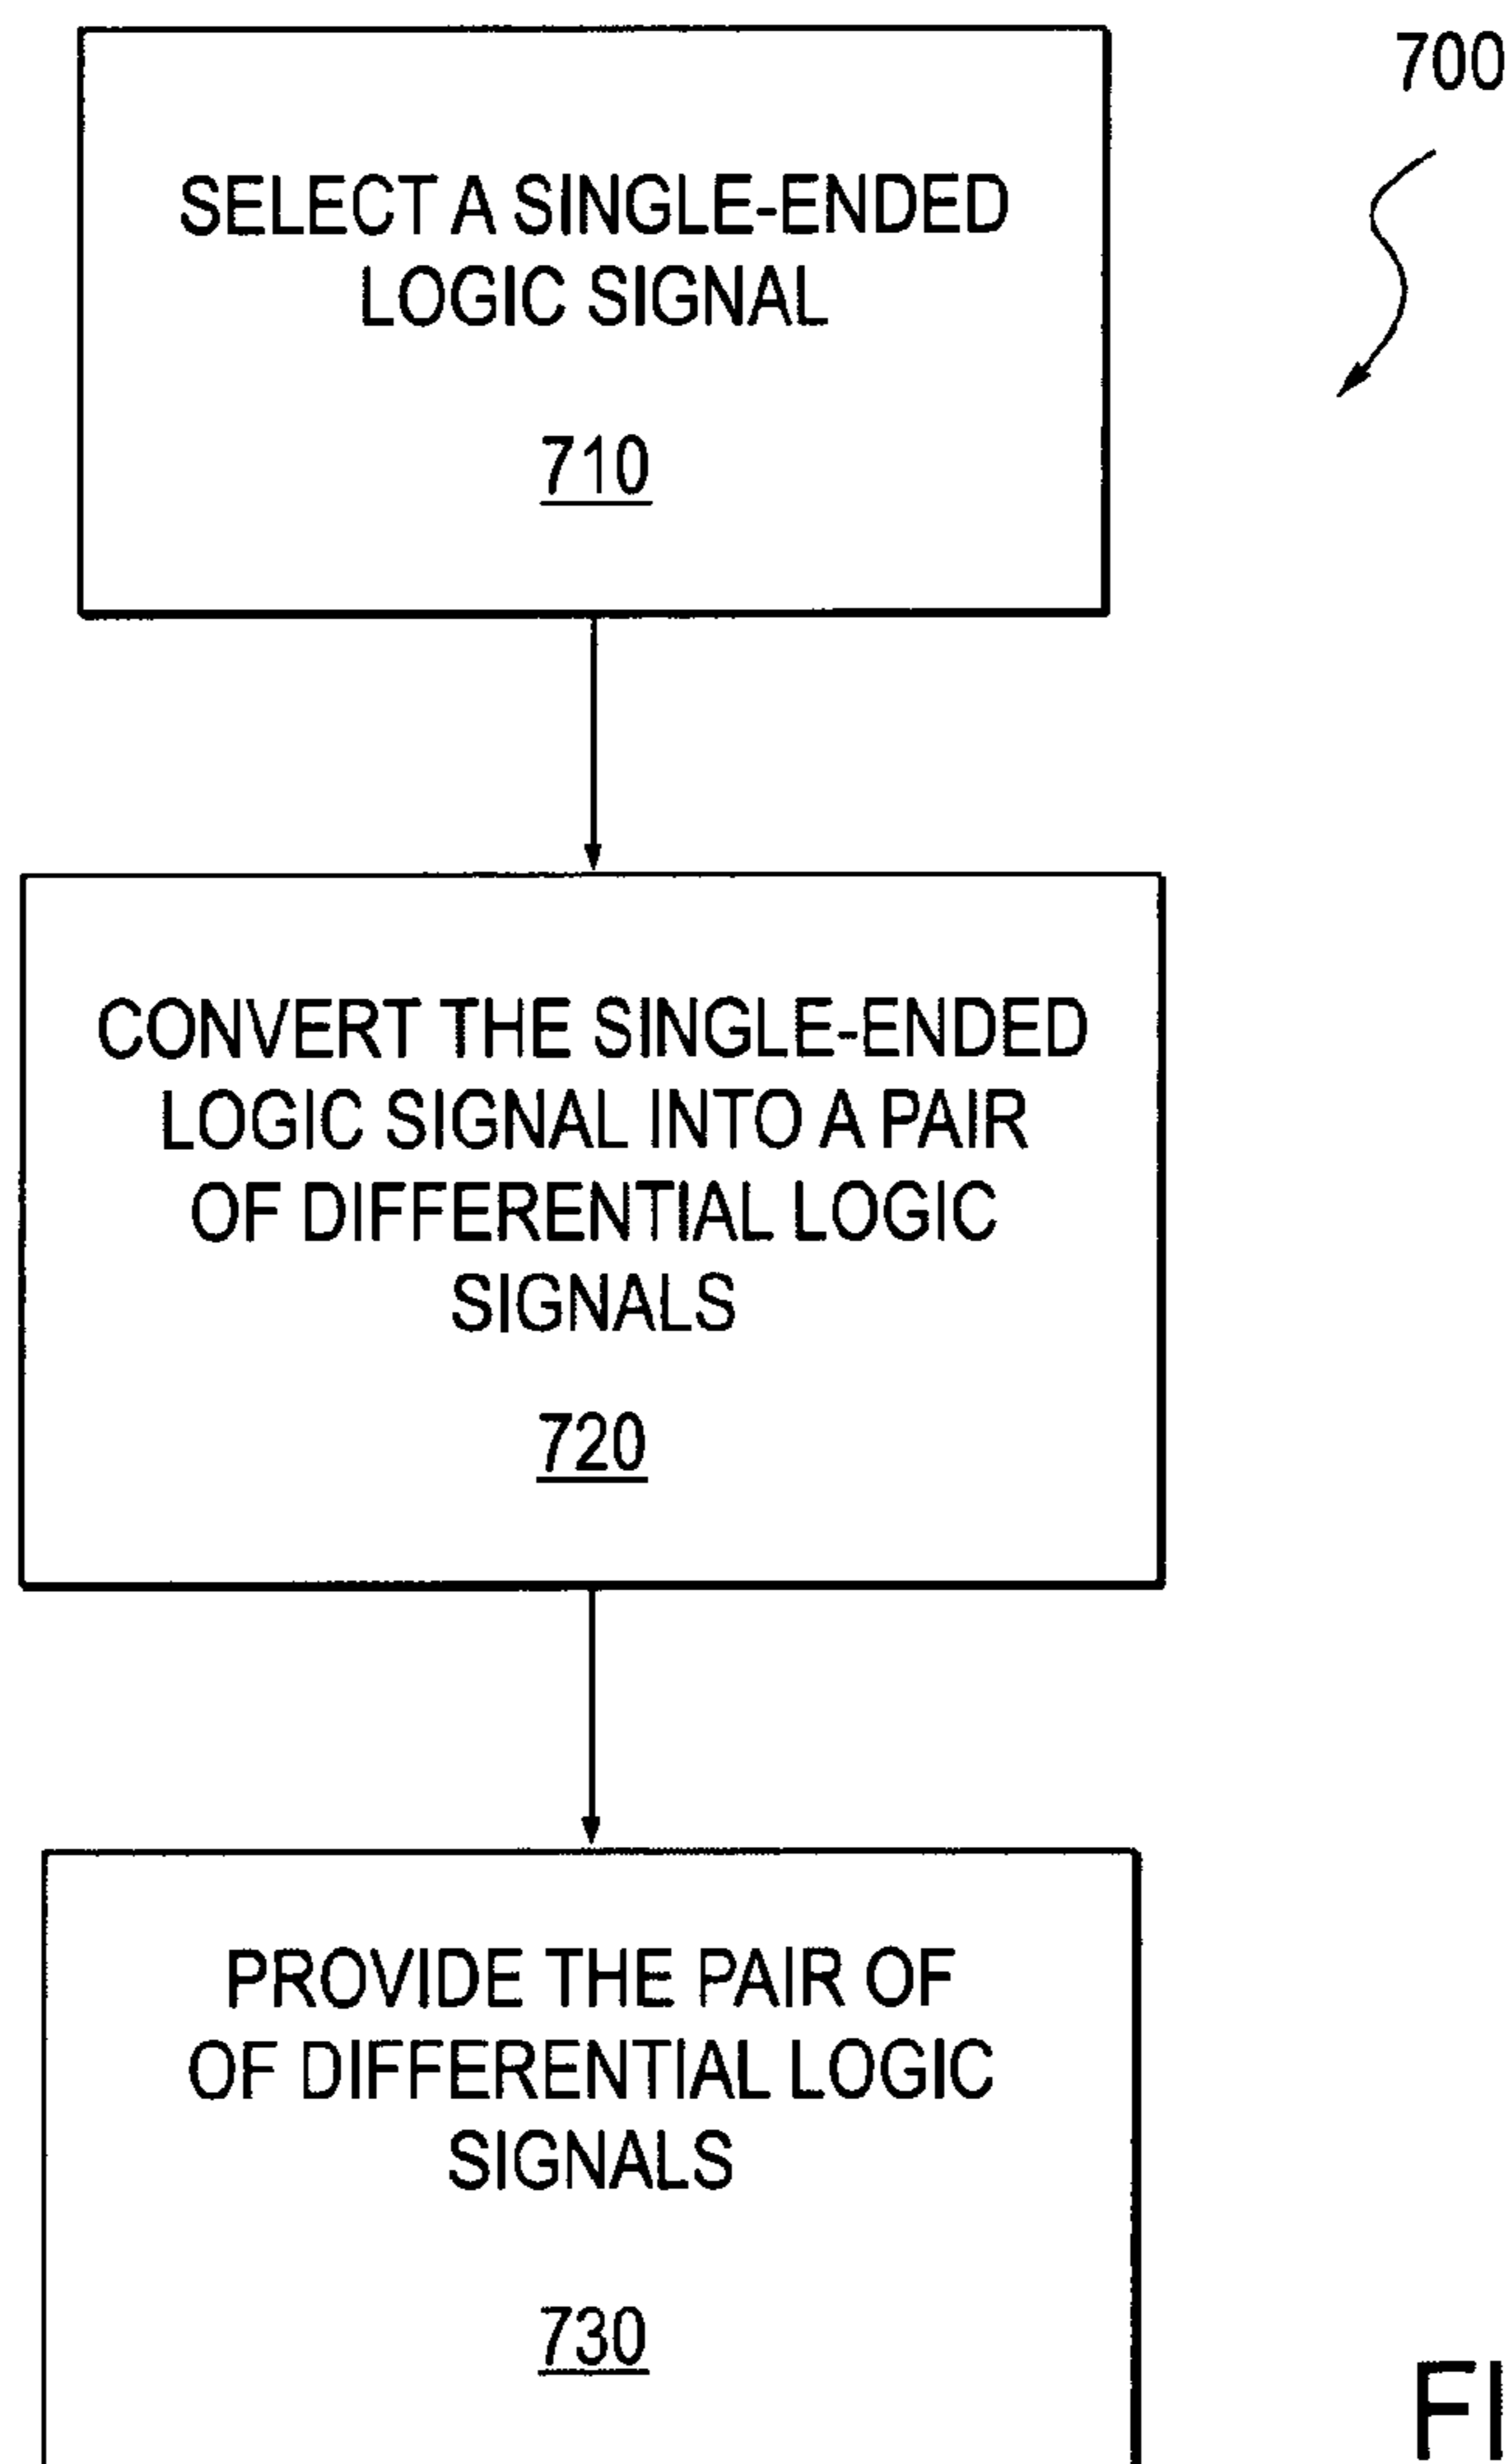 700
SELECT A SINGLE-ENDED
LOGIC SIGNAL
710
CONVERT THE SINGLE-ENDED
LOGIC SIGNAL INTO A PAIR
OF DIFFERENTIAL LOGIC
SIGNALS
720
PROVIDE THE PAIR OF
OF DIFFERENTIAL LOGIC
SIGNALS
730
FI